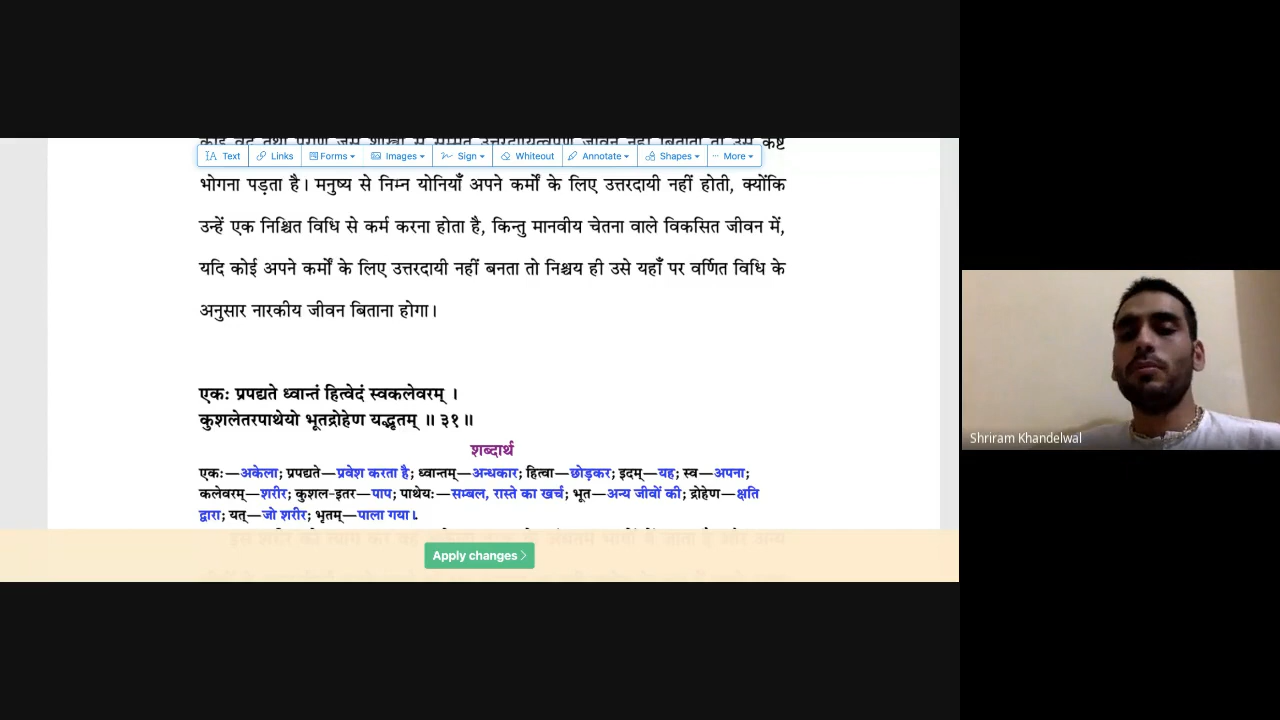 Text Links Forms Images Sign Whiteout Annotate Shapes More
भोगना पड़ता है। मनुष्य से निम्न योनियाँ अपने कर्मों के लिए उत्तरदायी नहीं होती, क्योंकि
उन्हें एक निश्चित विधि से कर्म करना होता है, किन्तु मानवीय चेतना वाले विकसित जीवन में,
यदि कोई अपने कर्मों के लिए उत्तरदायी नहीं बनता तो निश्चय ही उसे यहाँ पर वर्णित विधि के
अनुसार नारकीय जीवन बिताना होगा।
एकः प्रपद्यते ध्वान्तं हित्वेदं स्वकलेवरम् ।
कुशलेतरपाथेयो भूतद्रोहेण यद्भृतम् ॥ ३१॥
शब्दार्थ
एकः—अकेला; प्रपद्यते—प्रवेश करता है; ध्वान्तम्—अन्धकार; हित्वा—छोड़कर; इदम्—यह; स्व—अपना;
कलेवरम्—शरीर; कुशल-इतर—पाप; पाथेयः—सम्बल, रास्ते का खर्च; भूत—अन्य जीवों की; द्रोहेण—क्षति
द्वारा; यत्—जो शरीर; भृतम्—पाला गया।.
Apply changes
Shriram Khandelwal